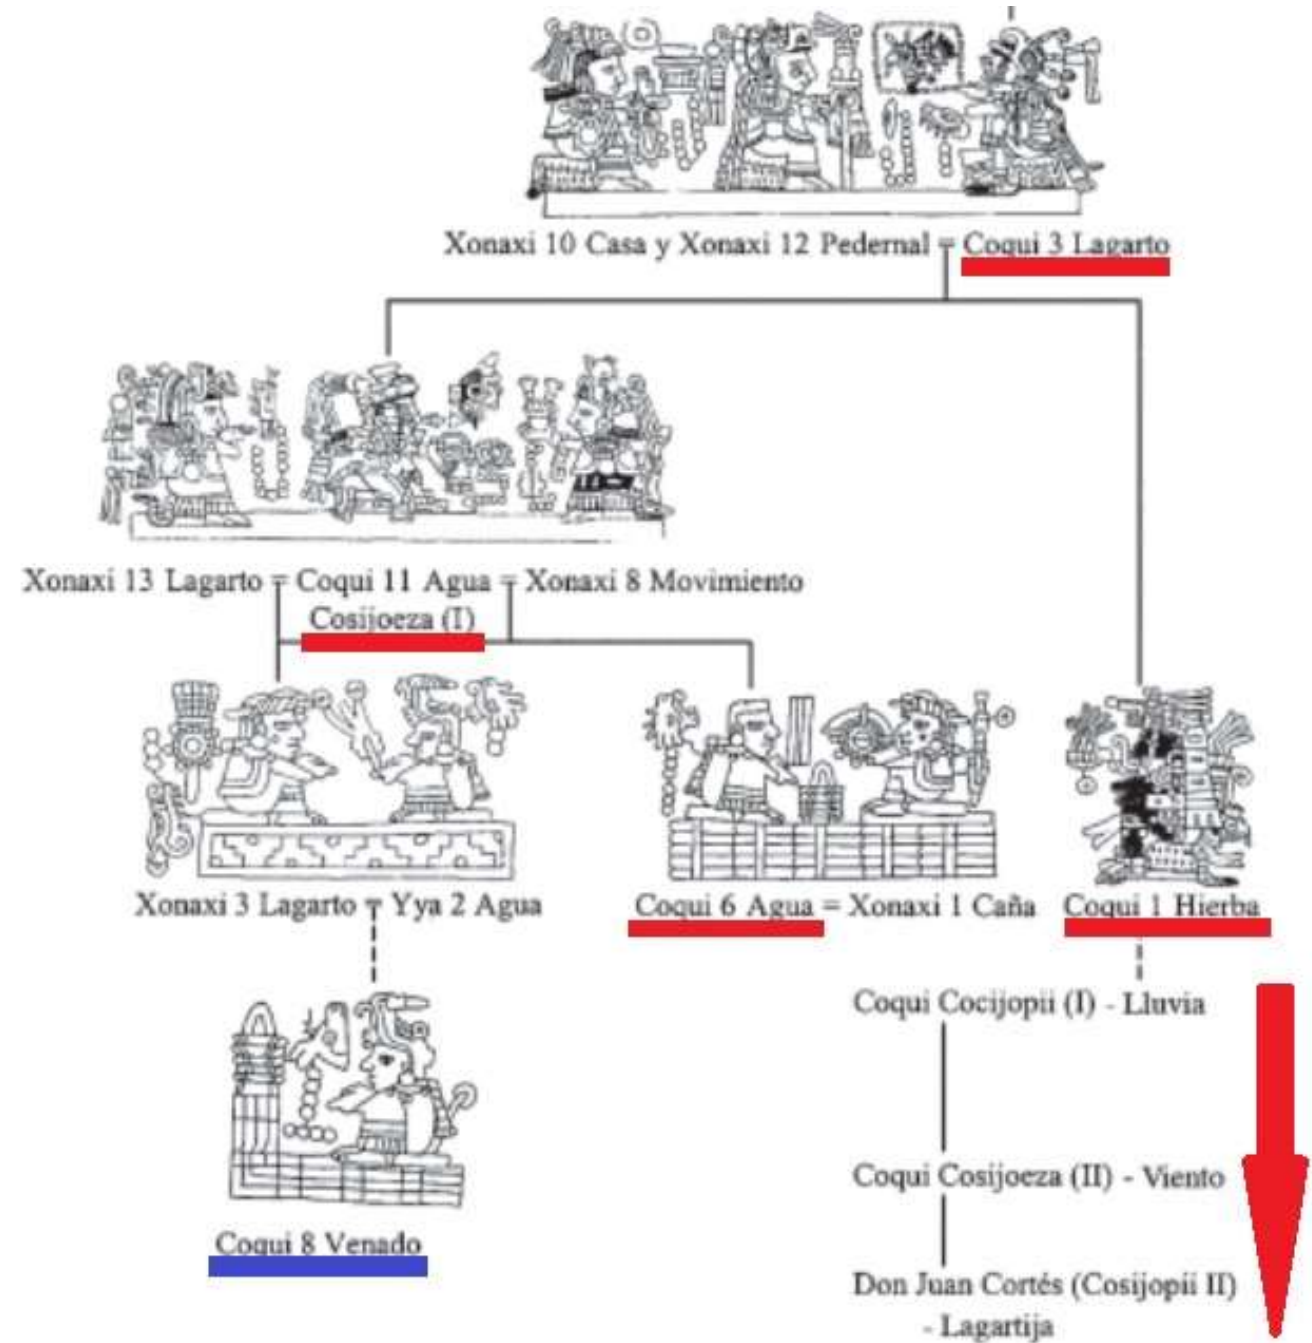 Xonaxi 10 Casa y Xonaxi 12 Pedernal = Coqui 3 Lagarto
Xonaxi 13 Lagarto = Coqui 11 Agua = Xonaxi 8 Movimiento
Cosijoeza (I)
Xonaxi 3 Lagarto = Yya 2 Agua
Coqui 6 Agua = Xonaxi 1 Caña
Coqui 1 Hierba
Coqui Cocijopii (I) - Lluvia
Coqui 8 Venado
Coqui Cosijoeza (II) - Viento
Don Juan Cortés (Cosijopii II)
- Lagartija